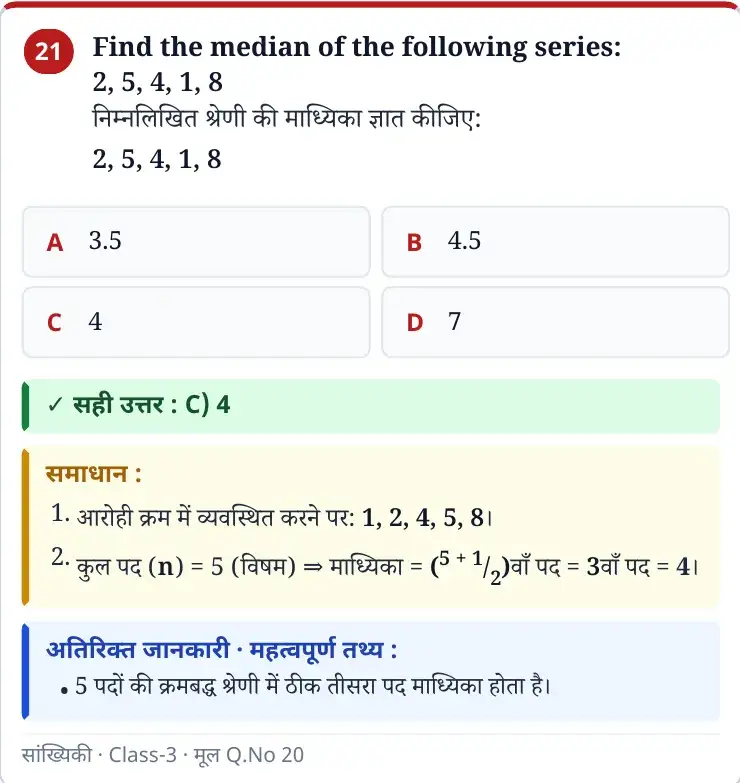 21 Find the median of the following series:
2, 5, 4, 1, 8
निम्नलिखित श्रेणी की माध्यिका ज्ञात कीजिए:
2, 5, 4, 1, 8
A 3.5
B 4.5
C 4
D 7
✓ सही उत्तर : C) 4
समाधान :
1. आरोही क्रम में व्यवस्थित करने पर: 1, 2, 4, 5, 8।
2. कुल पद (n) = 5 (विषम) ⇒ माध्यिका = (⁵ ⁺ ¹/₂)वाँ पद = 3वाँ पद = 4।
अतिरिक्त जानकारी · महत्वपूर्ण तथ्य :
• 5 पदों की क्रमबद्ध श्रेणी में ठीक तीसरा पद माध्यिका होता है।
सांख्यिकी · Class-3 · मूल Q.No 20